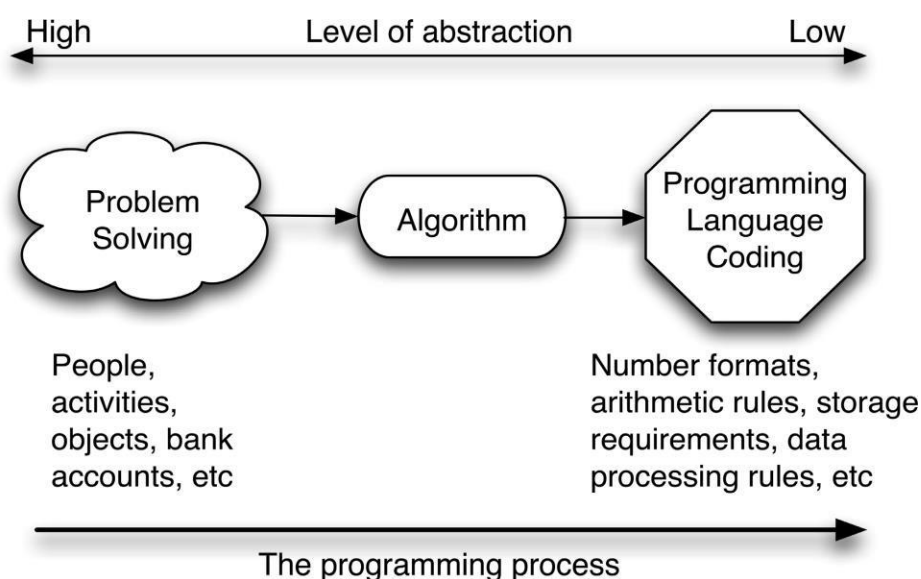 High Level of abstraction Low
Problem
Solving
Algorithm
Programming
Language
Coding
People,
activities,
objects, bank
accounts, etc
Number formats,
arithmetic rules, storage
requirements, data
processing rules, etc
The programming process